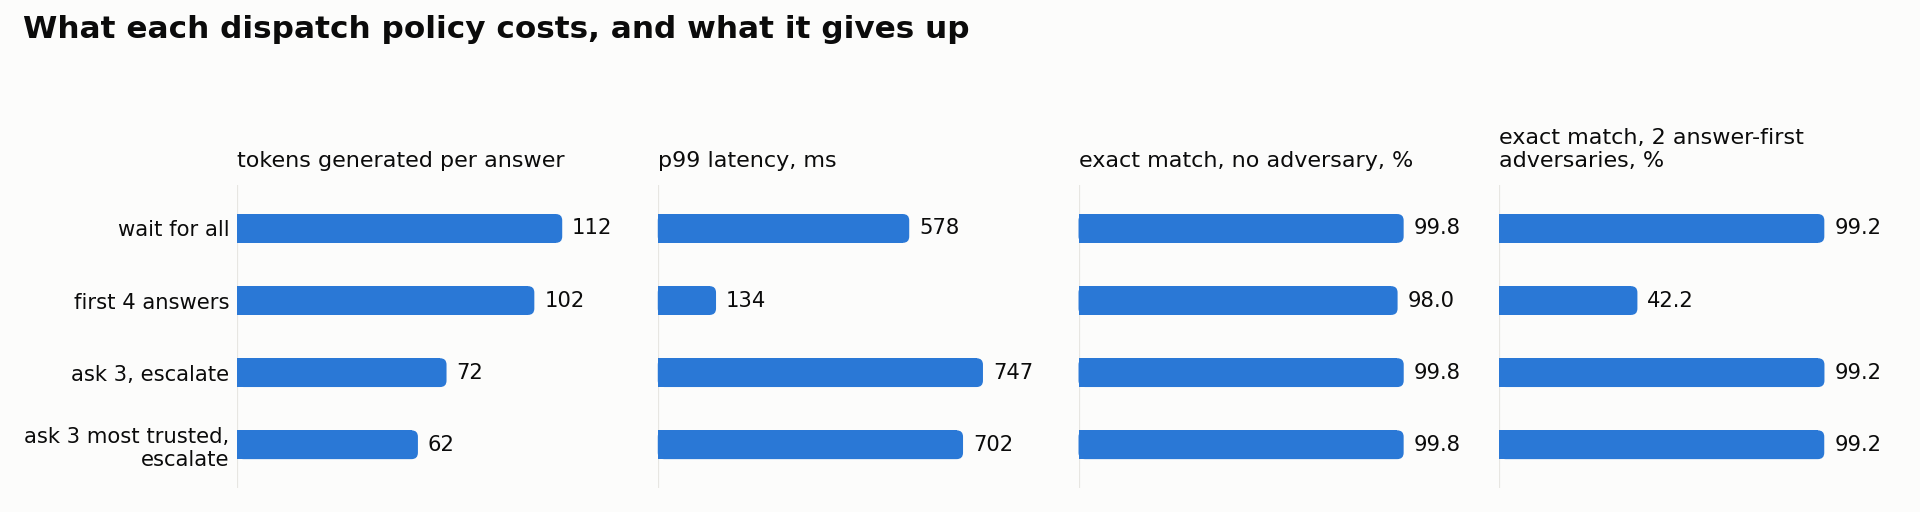 What each dispatch policy costs, and what it gives up
tokens generated per answer
p99 latency, ms
exact match, no adversary, %
exact match, 2 answer-first
adversaries, %
wait for all
112
578
99.8
99.2
first 4 answers
102
134
98.0
42.2
ask 3, escalate
72
747
99.8
99.2
ask 3 most trusted,
escalate
62
702
99.8
99.2